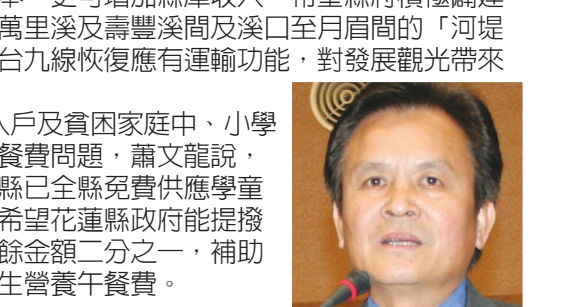 萬里溪及壽豐溪間及溪口至月眉間的「河堤
台九線恢復應有運輸功能，對發展觀光帶來
入戶及貧困家庭中、小學
餐費問題，蕭文龍說，
縣已全縣免費供應學童
希望花蓮縣政府能提撥
餘金額二分之一，補助
生營養午餐費。